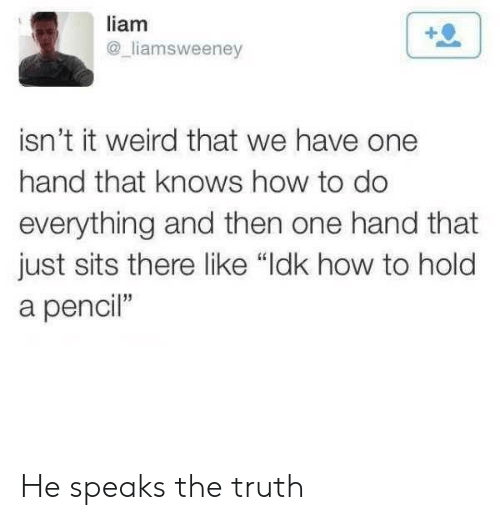 liam
@_liamsweeney
isn't it weird that we have one
hand that knows how to do
everything and then one hand that
just sits there like “Idk how to hold
a pencil”
He speaks the truth